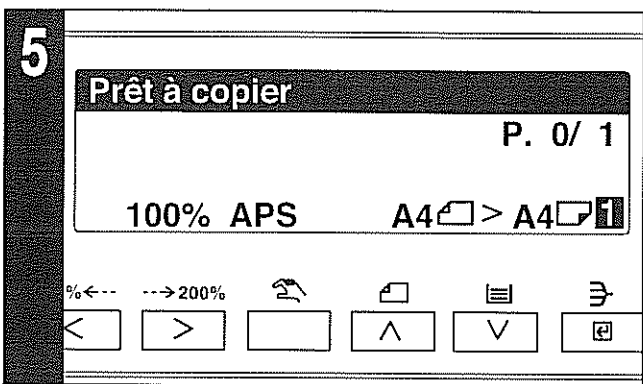 5
Prêt à copier
P. 0/ 1
100% APS A4 > A4 1
%←-- --→200%
< > ∧ ∨